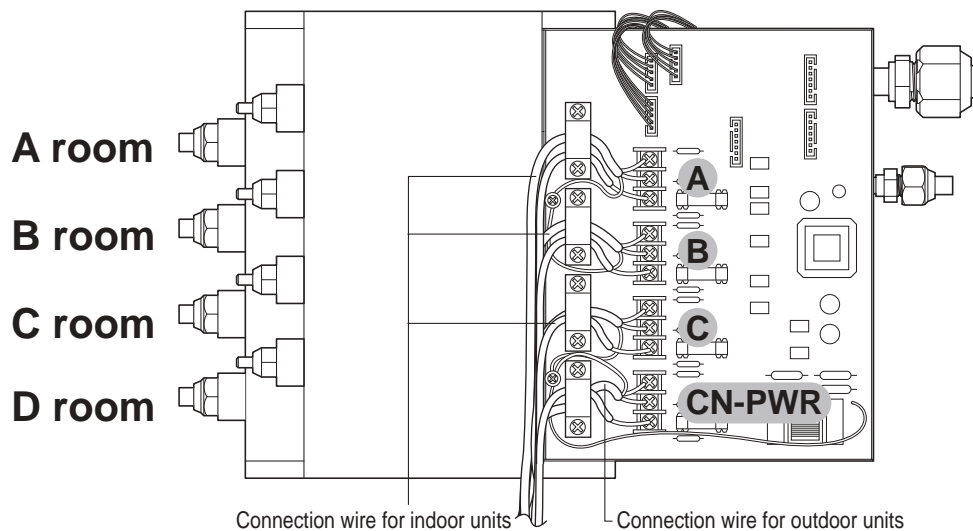 A room
B room
C room
D room
A
B
C
CN-PWR
Connection wire for indoor units
Connection wire for outdoor units